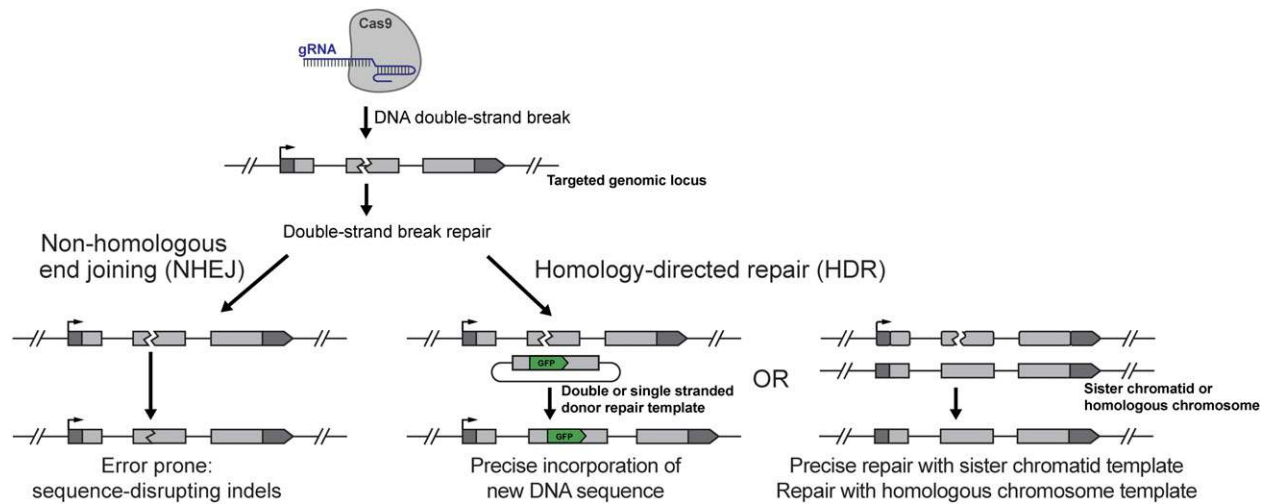 Cas9
gRNA
DNA double-strand break
Targeted genomic locus
Double-strand break repair
Non-homologous
end joining (NHEJ)
Homology-directed repair (HDR)
GFP
Double or single stranded
donor repair template
OR
Sister chromatid or
homologous chromosome
GFP
Error prone:
sequence-disrupting indels
Precise incorporation of
new DNA sequence
Precise repair with sister chromatid template
Repair with homologous chromosome template